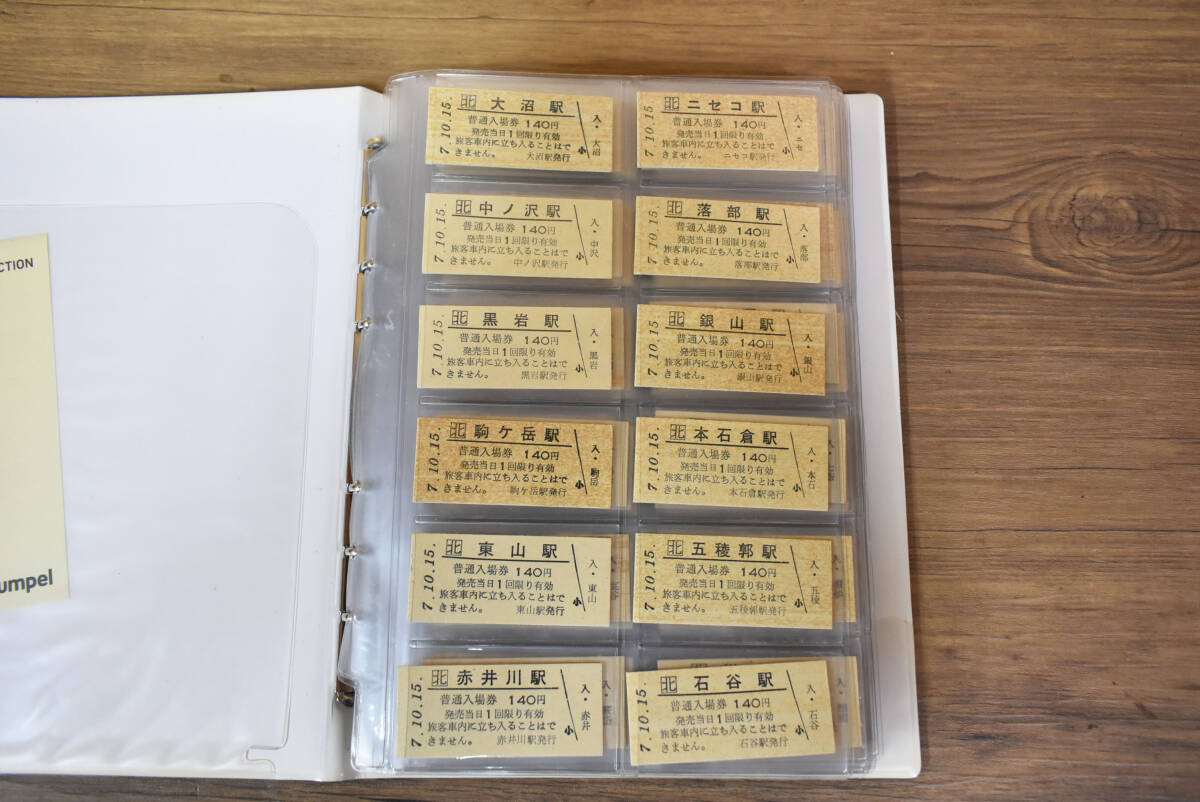 CTION
umpel
7.10.15.
北 大沼駅
普通入場券 140円
発売当日1回限り有効
旅客車内に立ち入ることはで
きません。 大沼駅発行
入・大沼
小
7.10.15
北 ニセコ駅
普通入場券 140円
発売当日1回限り有効
旅客車内に立ち入ることはで
きません。 ニセコ駅発行
入・ニセ
小
7.10.15.
北 中ノ沢駅
普通入場券 140円
発売当日1回限り有効
旅客車内に立ち入ることはで
きません。 中ノ沢駅発行
入・中沢
小
7.10.15.
北 落部駅
普通入場券 140円
発売当日1回限り有効
旅客車内に立ち入ることはで
きません。 落部駅発行
入・落部
小
7.10.15.
北 黒岩駅
普通入場券 140円
発売当日1回限り有効
旅客車内に立ち入ることはで
きません。 黒岩駅発行
入・黒岩
小
7.10.15.
北 銀山駅
普通入場券 140円
発売当日1回限り有効
旅客車内に立ち入ることはで
きません。 銀山駅発行
入・銀山
小
7.10.15.
北 駒ケ岳駅
普通入場券 140円
発売当日1回限り有効
旅客車内に立ち入ることはで
きません。 駒ケ岳駅発行
入・駒岳
小
7.10.15.
北 本石倉駅
普通入場券 140円
発売当日1回限り有効
旅客車内に立ち入ることはで
きません。 本石倉駅発行
入・本石
小
7.10.15.
北 東山駅
普通入場券 140円
発売当日1回限り有効
旅客車内に立ち入ることはで
きません。 東山駅発行
入・東山
小
7.10.15.
北 五稜郭駅
普通入場券 140円
発売当日1回限り有効
旅客車内に立ち入ることはで
きません。 五稜郭駅発行
入・五稜
小
7.10.15.
北 赤井川駅
普通入場券 140円
発売当日1回限り有効
旅客車内に立ち入ることはで
きません。 赤井川駅発行
入・赤井
小
7.10.15.
北 石谷駅
普通入場券 140円
発売当日1回限り有効
旅客車内に立ち入ることはで
きません。 石谷駅発行
入・石谷
小